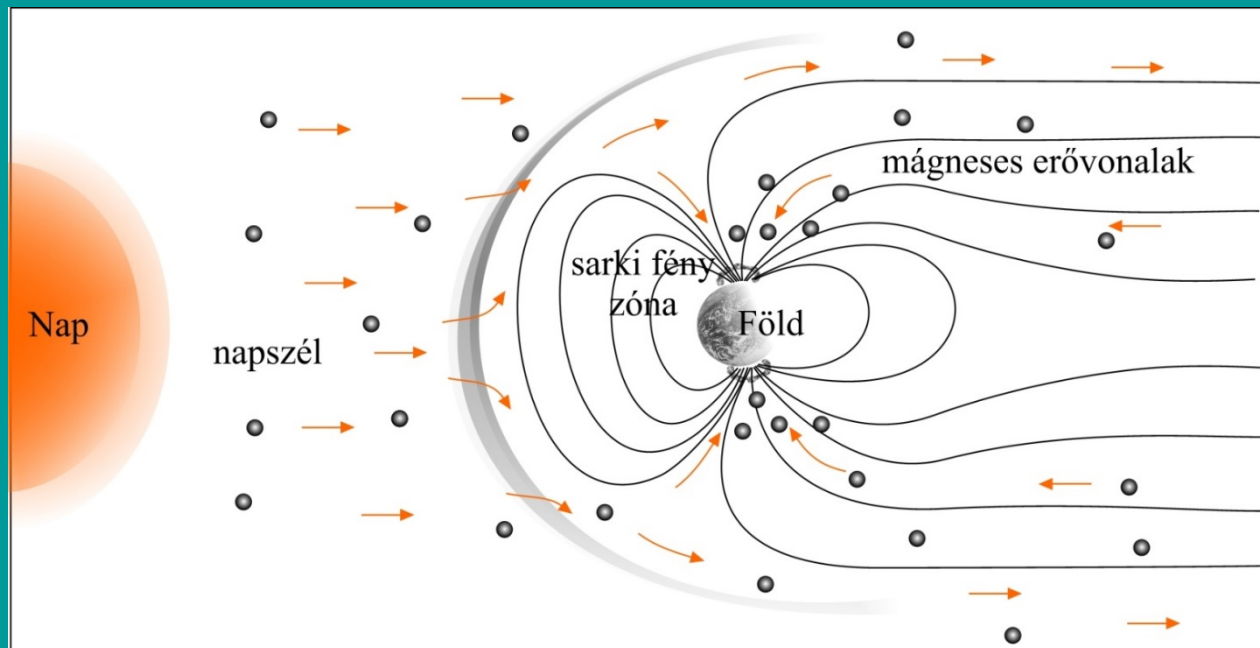 Nap
napszél
sarki fény
zóna
Föld
mágneses erővonalak